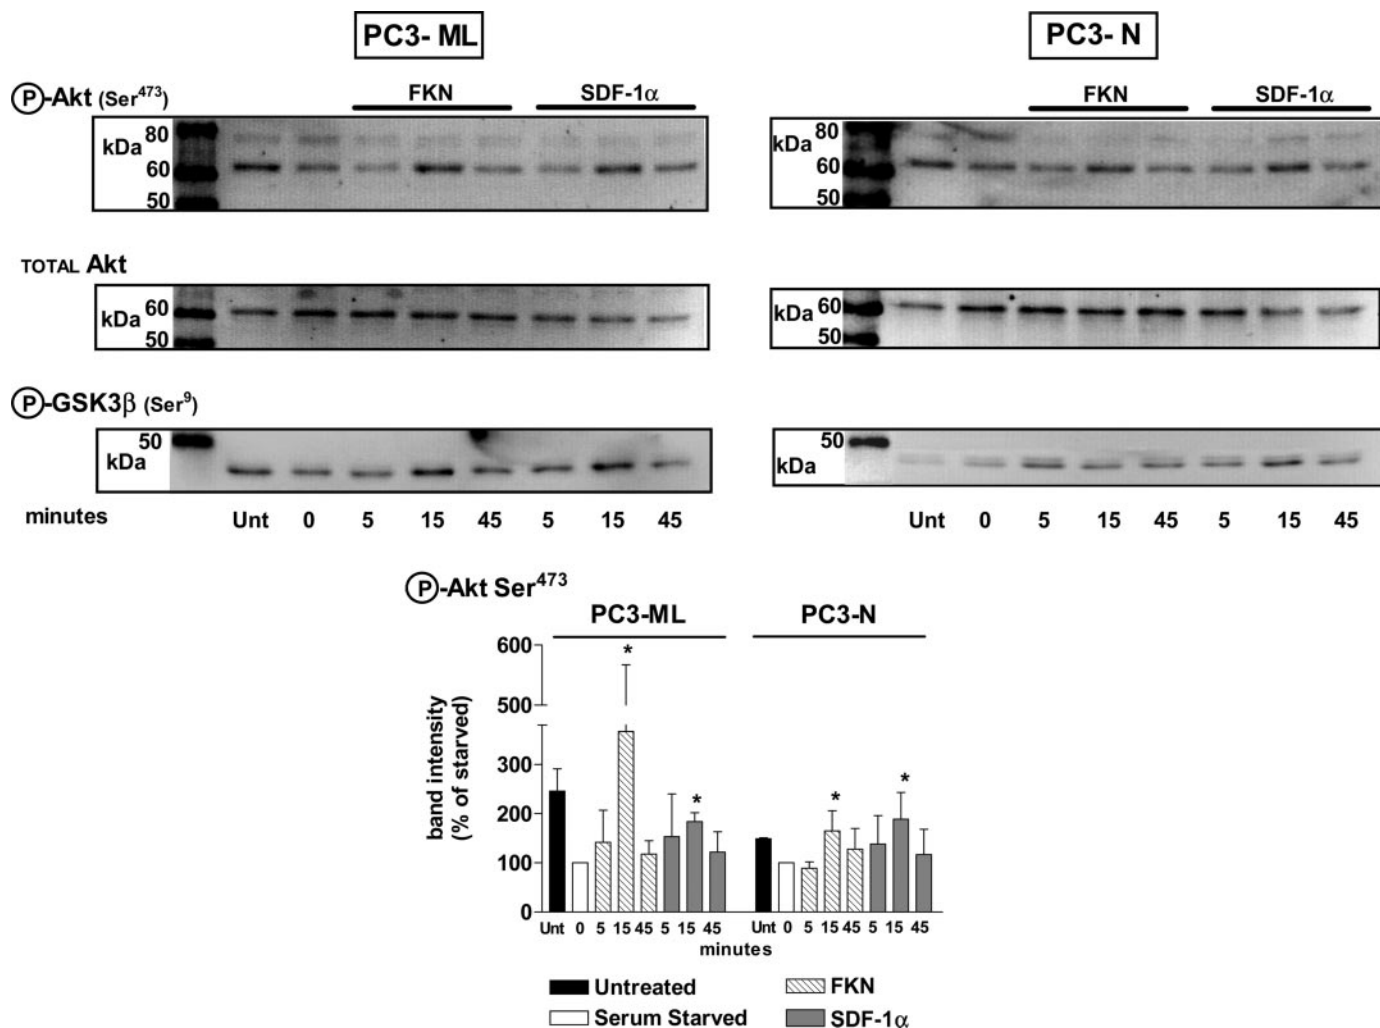 PC3- ML
PC3- N
P-Akt (Ser473)
FKN SDF-1α
FKN SDF-1α
kDa 80
60
50
kDa 80
60
50
TOTAL Akt
kDa 60
50
kDa 60
50
P-GSK3β (Ser9)
50
kDa
50
kDa
minutes Unt 0 5 15 45 5 15 45
Unt 0 5 15 45 5 15 45
P-Akt Ser473
PC3-ML PC3-N
band intensity
(% of starved)
600
500
300
200
100
0
* * * *
Unt 0 5 15 45 5 15 45 Unt 0 5 15 45 5 15 45
minutes
Untreated FKN
Serum Starved SDF-1α